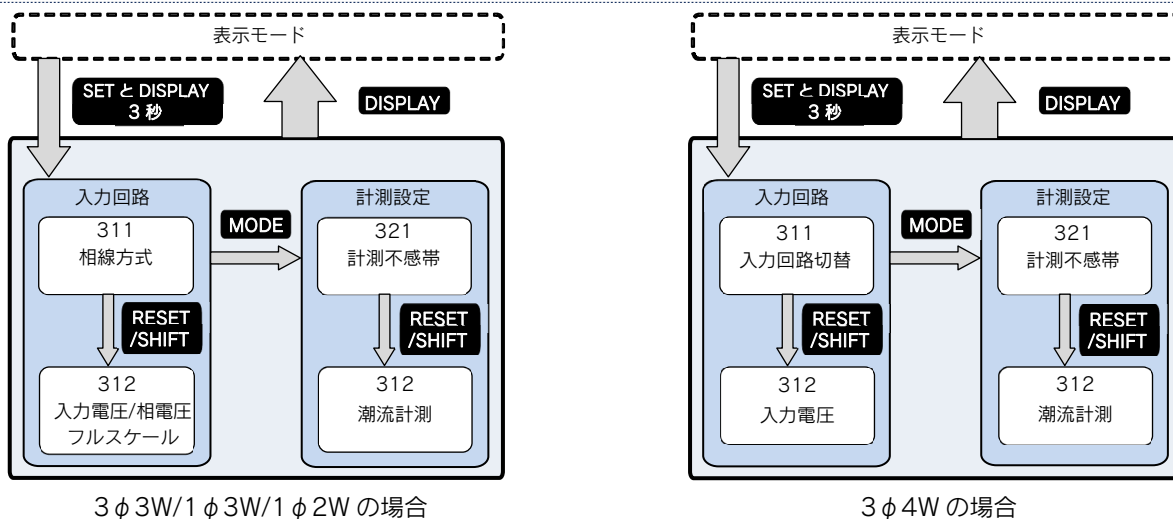 表示モード
SET と DISPLAY
3 秒
DISPLAY
入力回路
311
相線方式
RESET
/SHIFT
312
入力電圧/相電圧
フルスケール
MODE
計測設定
321
計測不感帯
RESET
/SHIFT
312
潮流計測
3φ3W/1φ3W/1φ2W の場合
表示モード
SET と DISPLAY
3 秒
DISPLAY
入力回路
311
入力回路切替
RESET
/SHIFT
312
入力電圧
MODE
計測設定
321
計測不感帯
RESET
/SHIFT
312
潮流計測
3φ4W の場合